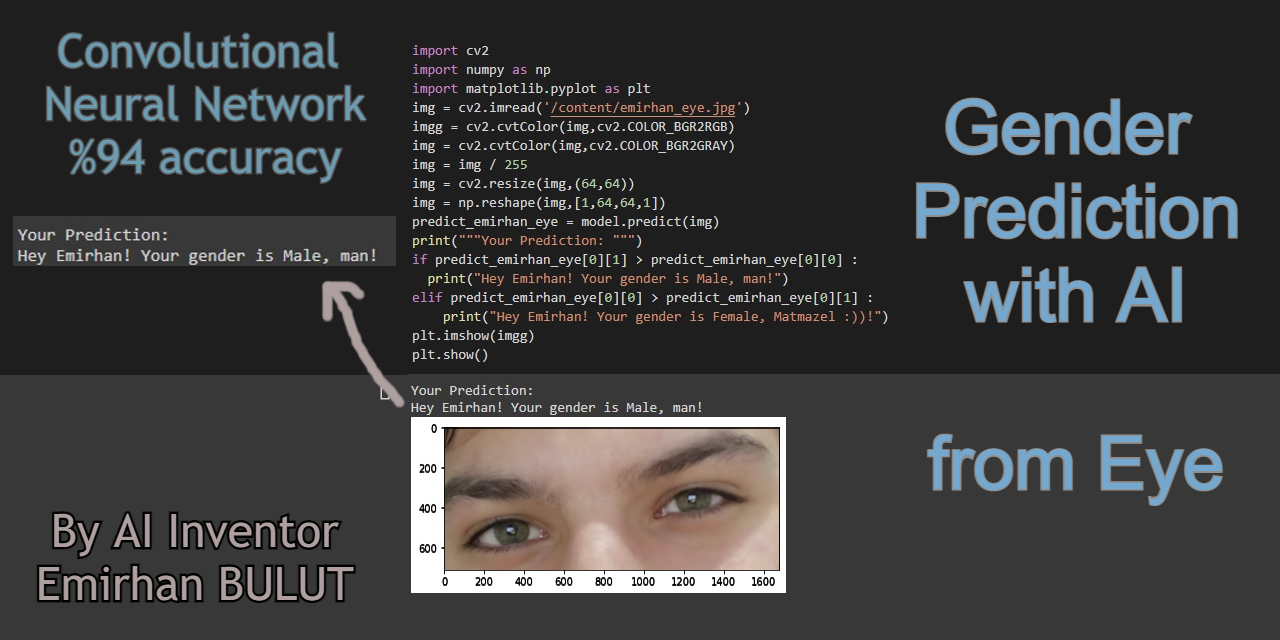 Convolutional
Neural Network
%94 accuracy
Your Prediction:
Hey Emirhan! Your gender is Male, man!
By AI Inventor
Emirhan BULUT
import cv2
import numpy as np
import matplotlib.pyplot as plt
img = cv2.imread('/content/emirhan_eye.jpg')
imgg = cv2.cvtColor(img,cv2.COLOR_BGR2RGB)
img = cv2.cvtColor(img,cv2.COLOR_BGR2GRAY)
img = img / 255
img = cv2.resize(img,(64,64))
img = np.reshape(img,[1,64,64,1])
predict_emirhan_eye = model.predict(img)
print("""Your Prediction: """)
if predict_emirhan_eye[0][1] > predict_emirhan_eye[0][0] :
  print("Hey Emirhan! Your gender is Male, man!")
elif predict_emirhan_eye[0][0] > predict_emirhan_eye[0][1] :
    print("Hey Emirhan! Your gender is Female, Matmazel :))!")
plt.imshow(imgg)
plt.show()
Your Prediction:
Hey Emirhan! Your gender is Male, man!
0
200
400
600
0 200 400 600 800 1000 1200 1400 1600
Gender
Prediction
with AI
from Eye